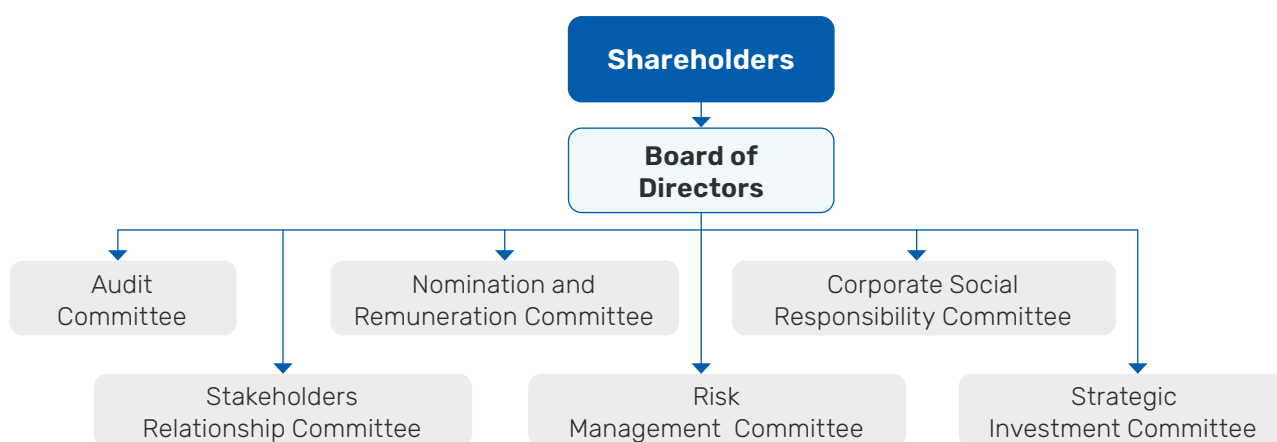 Shareholders
Board of
Directors
Audit
Committee
Nomination and
Remuneration Committee
Corporate Social
Responsibility Committee
Stakeholders
Relationship Committee
Risk
Management  Committee
Strategic
Investment Committee